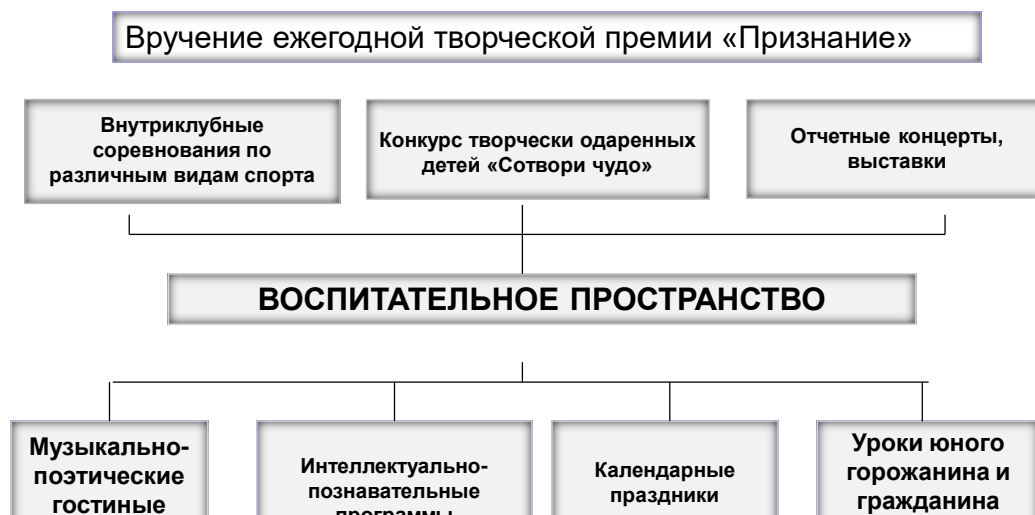 Вручение ежегодной творческой премии «Признание»
Внутриклубные
соревнования по
различным видам спорта
Конкурс творчески одаренных
детей «Сотвори чудо»
Отчетные концерты,
выставки
ВОСПИТАТЕЛЬНОЕ ПРОСТРАНСТВО
Музыкально-
поэтические
гостиные
Интеллектуально-
познавательные
программы
Календарные
праздники
Уроки юного
горожанина и
гражданина